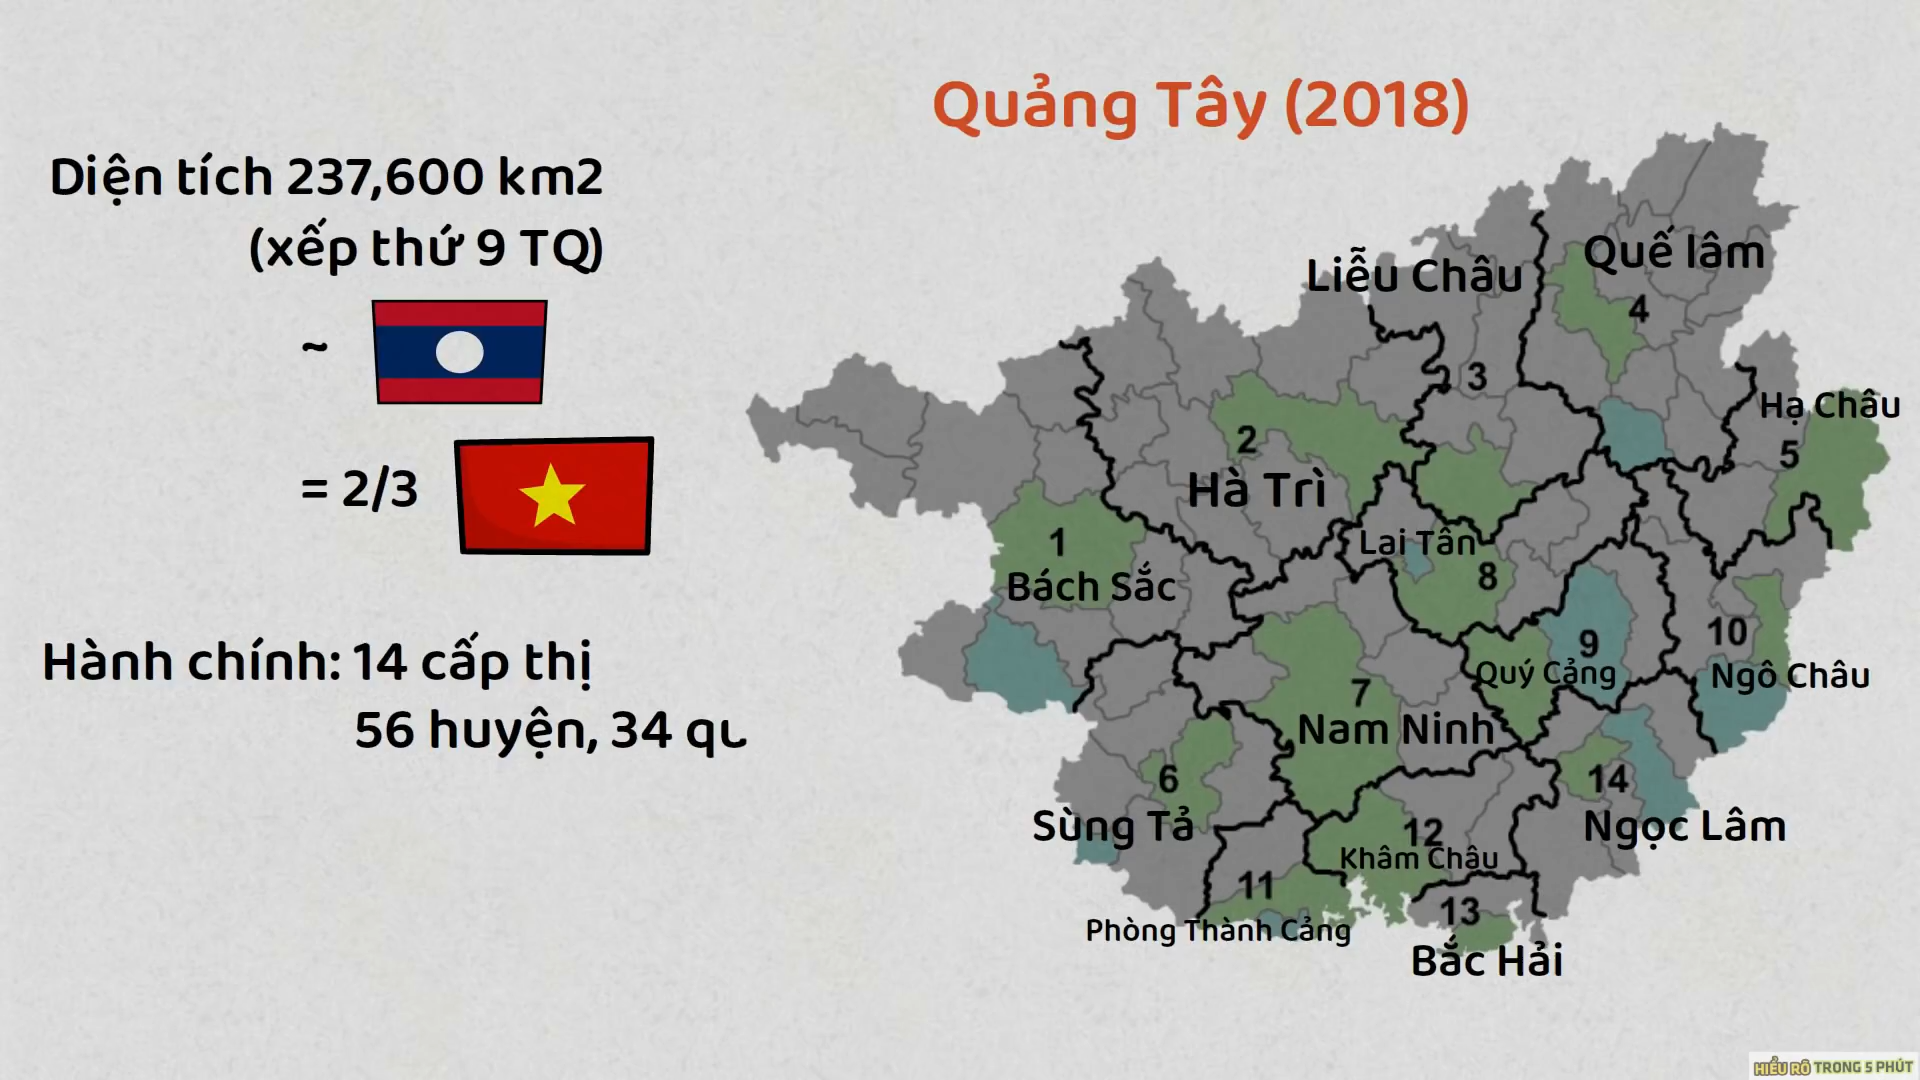 Quảng Tây (2018)
Diện tích 237,600 km2
(xếp thứ 9 TQ)
~
= 2/3
Hành chính: 14 cấp thị
56 huyện, 34
Liễu Châu
Quế lâm
4
3
Hạ Châu
5
2
Hà Trì
1
Bách Sắc
Lai Tân
8
9
10
Quý Cảng
Ngô Châu
7
Nam Ninh
6
Sùng Tả
14
Ngọc Lâm
12
Khâm Châu
11
Phòng Thành Cảng
13
Bắc Hải
HIỂU RÕ TRONG 5 PHÚT